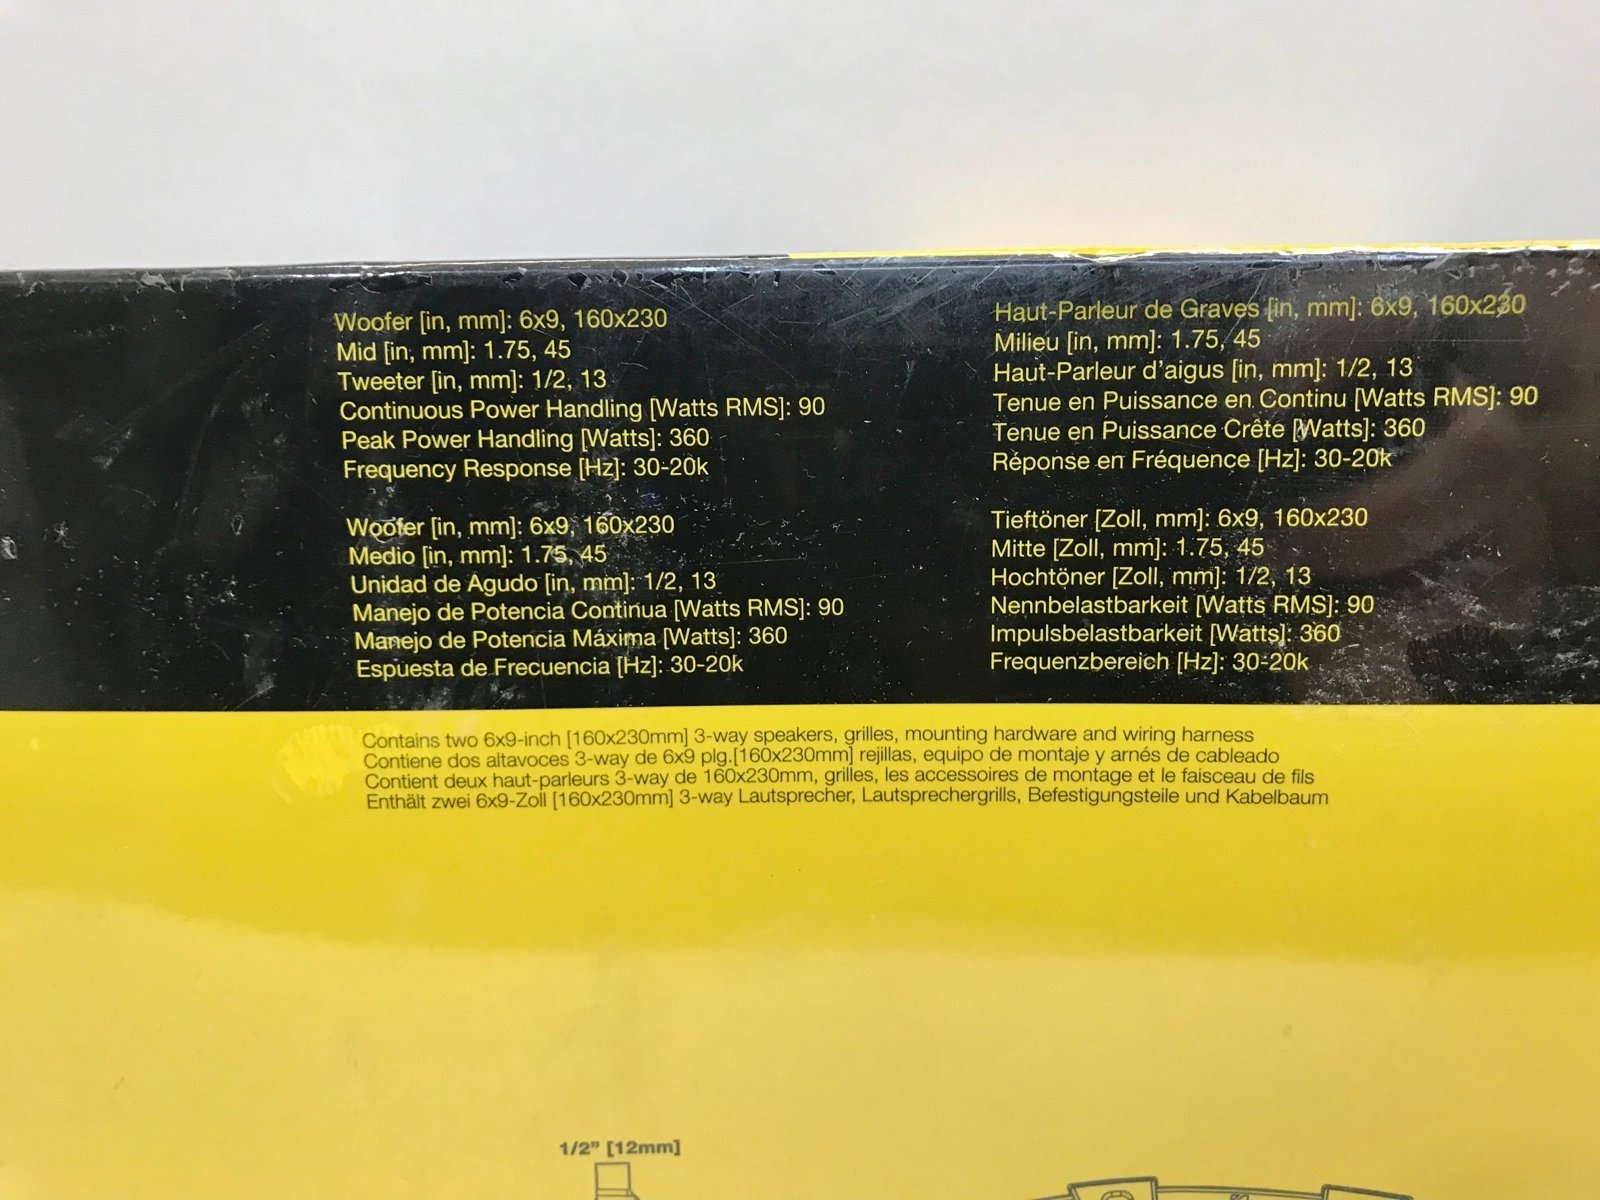 Woofer [in, mm]: 6x9, 160x230
Mid [in, mm]: 1.75, 45
Tweeter [in, mm]: 1/2, 13
Continuous Power Handling [Watts RMS]: 90
Peak Power Handling [Watts]: 360
Frequency Response [Hz]: 30-20k
Haut-Parleur de Graves [in, mm]: 6x9, 160x230
Milieu [in, mm]: 1.75, 45
Haut-Parleur d'aigus [in, mm]: 1/2, 13
Tenue en Puissance en Continu [Watts RMS]: 90
Tenue en Puissance Crête [Watts]: 360
Réponse en Fréquence [Hz]: 30-20k
Woofer [in, mm]: 6x9, 160x230
Medio [in, mm]: 1.75, 45
Unidad de Agudo [in, mm]: 1/2, 13
Manejo de Potencia Continua [Watts RMS]: 90
Manejo de Potencia Máxima [Watts]: 360
Espuesta de Frecuencia [Hz]: 30-20k
Tieftöner [Zoll, mm]: 6x9, 160x230
Mitte [Zoll, mm]: 1.75, 45
Hochtöner [Zoll, mm]: 1/2, 13
Nennbelastbarkeit [Watts RMS]: 90
Impulsbelastbarkeit [Watts]: 360
Frequenzbereich [Hz]: 30-20k
Contains two 6x9-inch [160x230mm] 3-way speakers, grilles, mounting hardware and wiring harness
Contiene dos altavoces 3-way de 6x9 plg.[160x230mm] rejillas, equipo de montaje y arnés de cableado
Contient deux haut-parleurs 3-way de 160x230mm, grilles, les accessoires de montage et le faisceau de fils
Enthält zwei 6x9-Zoll [160x230mm] 3-way Lautsprecher, Lautsprechergrills, Befestigungsteile und Kabelbaum
1/2" [12mm]